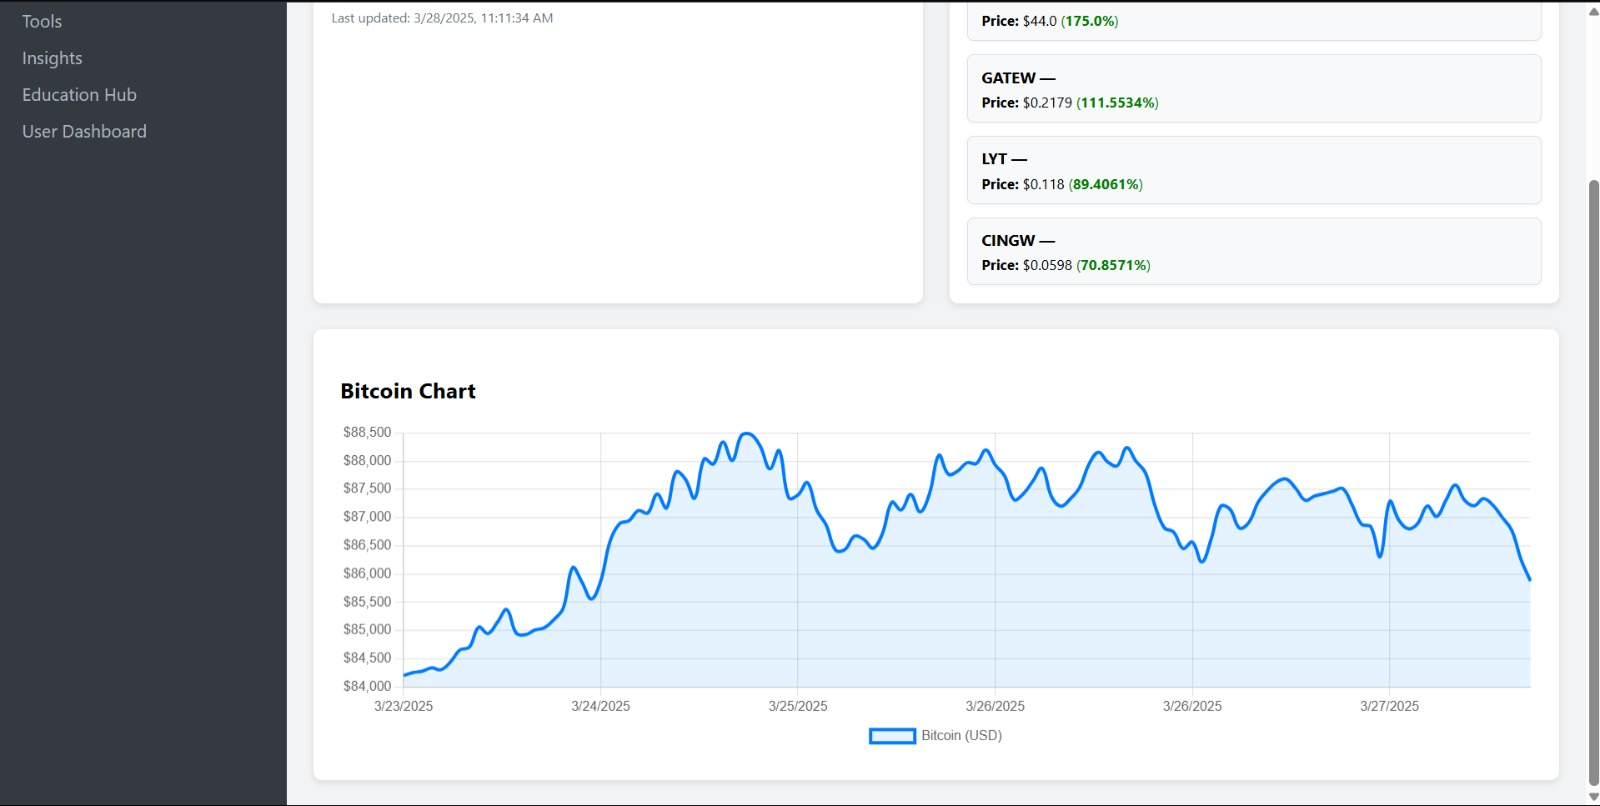 Tools
Insights
Education Hub
User Dashboard
Last updated: 3/28/2025, 11:11:34 AM
Price: $44.0 (175.0%)
GATEW —
Price: $0.2179 (111.5534%)
LYT —
Price: $0.118 (89.4061%)
CINGW —
Price: $0.0598 (70.8571%)
Bitcoin Chart
$88,500
$88,000
$87,500
$87,000
$86,500
$86,000
$85,500
$85,000
$84,500
$84,000
3/23/2025 3/24/2025 3/25/2025 3/26/2025 3/26/2025 3/27/2025
Bitcoin (USD)